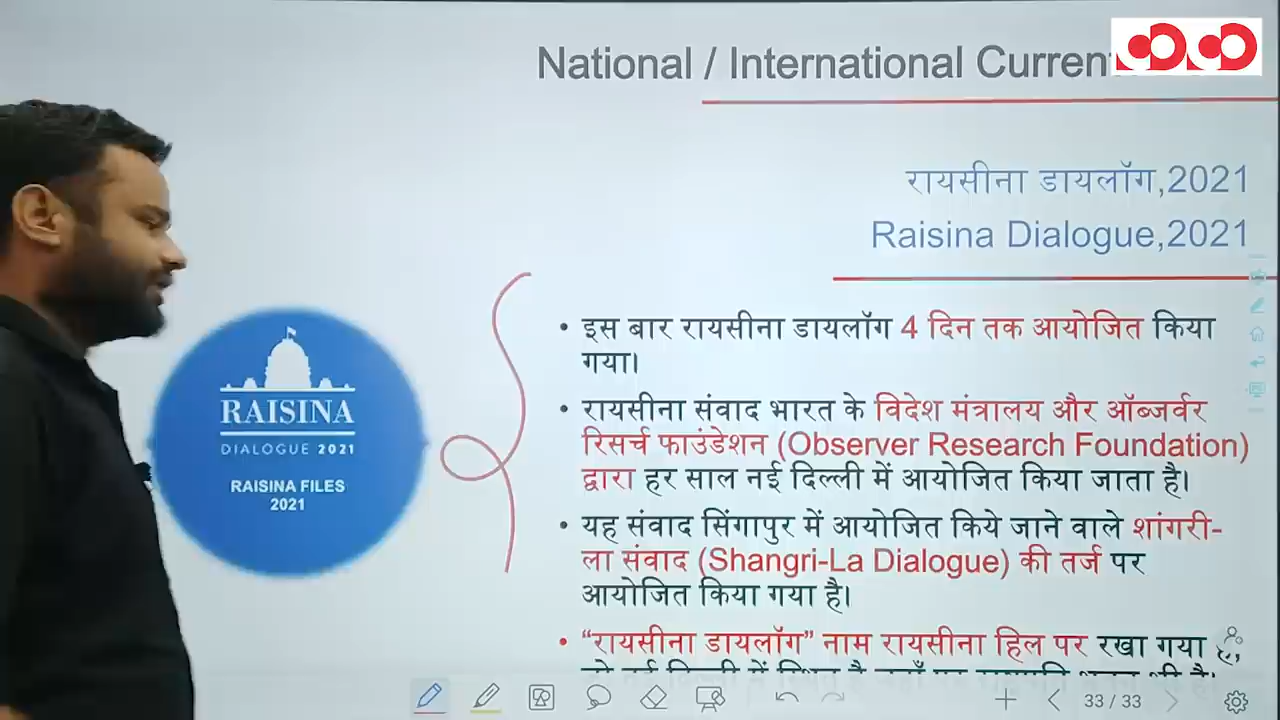 National / International Curren
रायसीना डायलॉग,2021
Raisina Dialogue,2021
• इस बार रायसीना डायलॉग 4 दिन तक आयोजित किया
गया।
• रायसीना संवाद भारत के विदेश मंत्रालय और ऑब्जर्वर
रिसर्च फाउंडेशन (Observer Research Foundation)
द्वारा हर साल नई दिल्ली में आयोजित किया जाता है।
• यह संवाद सिंगापुर में आयोजित किये जाने वाले शांगरी-
ला संवाद (Shangri-La Dialogue) की तर्ज पर
आयोजित किया गया है।
• “रायसीना डायलॉग” नाम रायसीना हिल पर रखा गया
RAISINA
DIALOGUE 2021
RAISINA FILES
2021
33 / 33